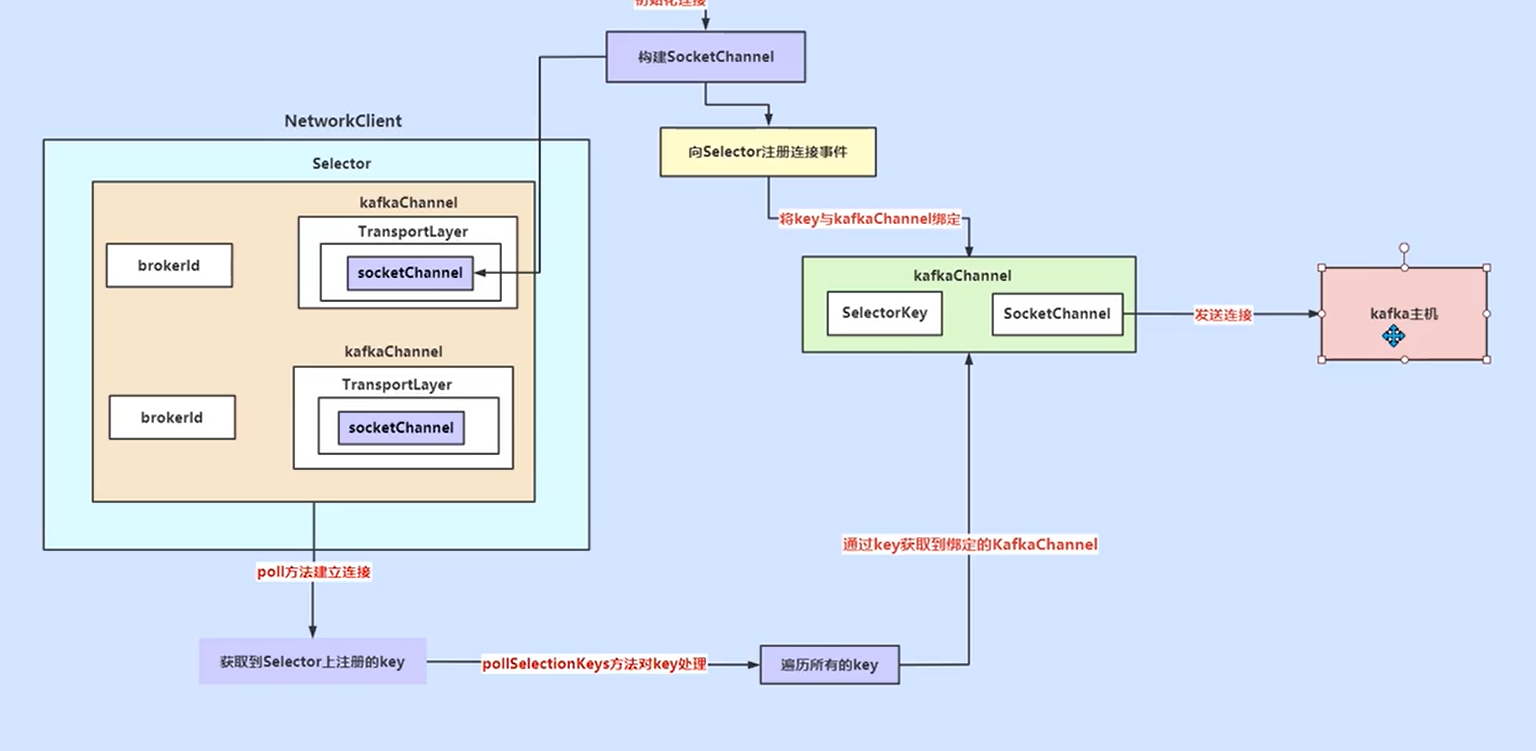 初始化连接
构建SocketChannel
NetworkClient
向Selector注册连接事件
Selector
kafkaChannel
TransportLayer
brokerId
socketChannel
将key与kafkaChannel绑定
kafkaChannel
SelectorKey
SocketChannel
发送连接
kafka主机
kafkaChannel
TransportLayer
brokerId
socketChannel
通过key获取到绑定的KafkaChannel
poll方法建立连接
获取到Selector上注册的key
pollSelectionKeys方法对key处理
遍历所有的key